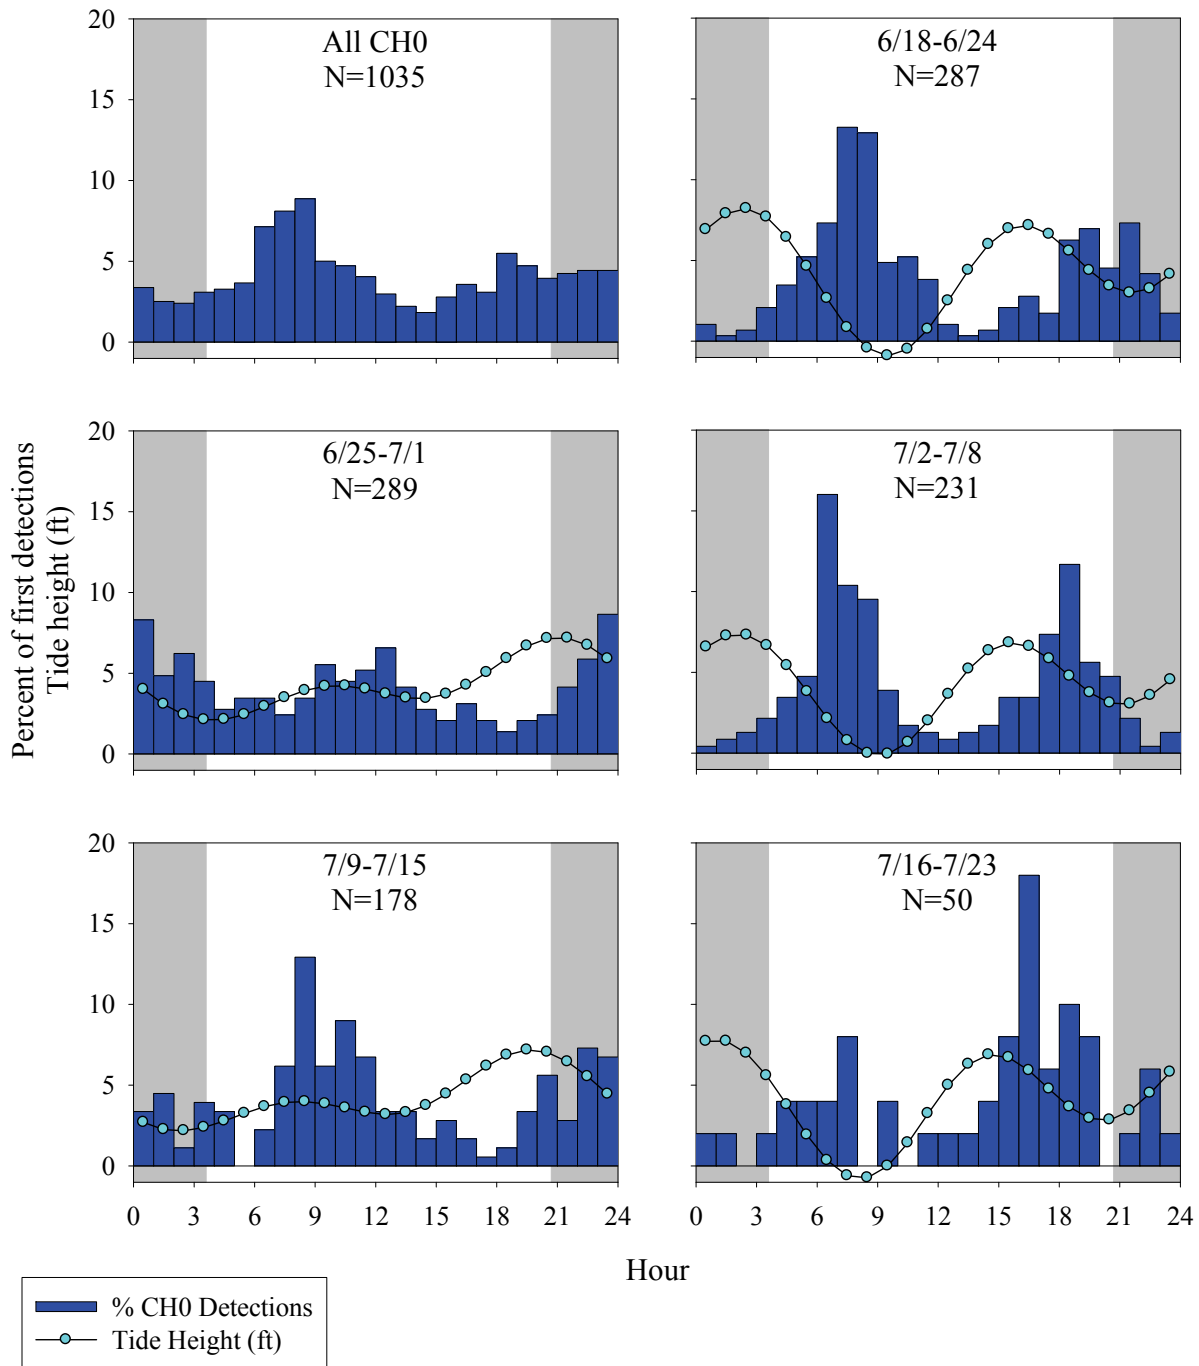 20
15
10
5
0
All CH0
N=1035
6/18-6/24
N=287
Percent of first detections
Tide height (ft)
20
15
10
5
0
6/25-7/1
N=289
7/2-7/8
N=231
20
15
10
5
0
7/9-7/15
N=178
7/16-7/23
N=50
0 3 6 9 12 15 18 21 24
0 3 6 9 12 15 18 21 24
Hour
% CH0 Detections
Tide Height (ft)